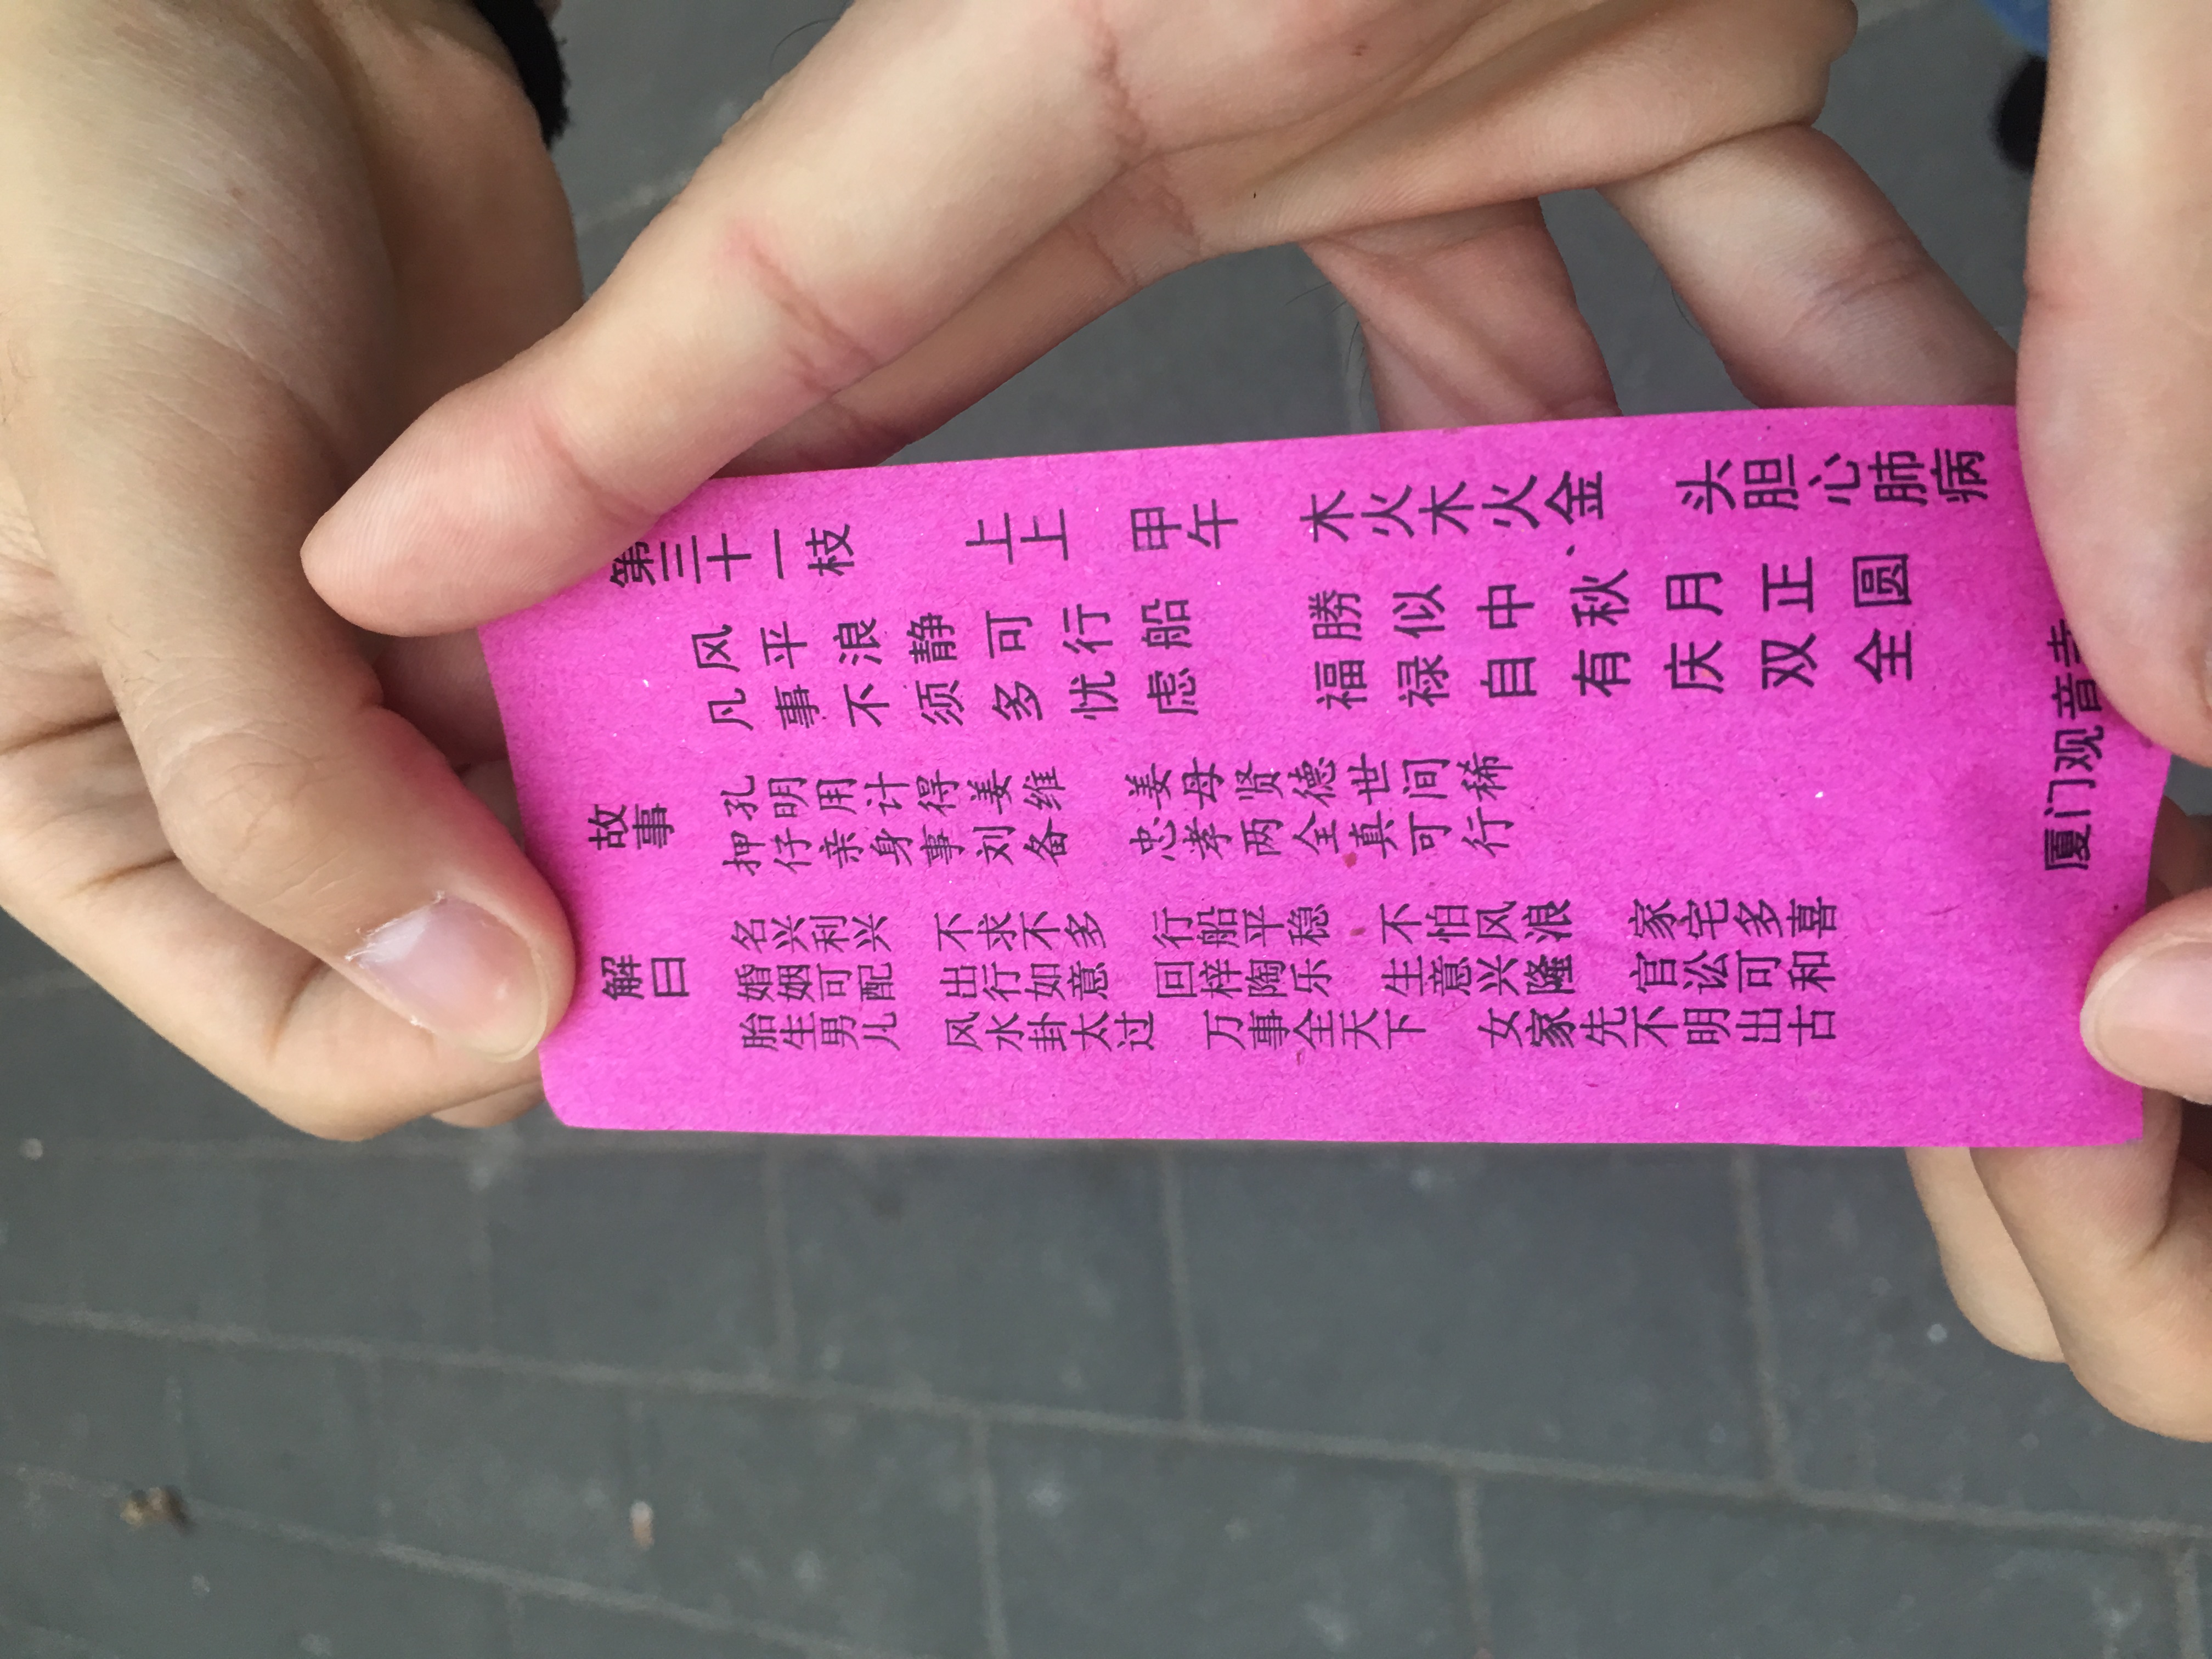 第三十一枝 上上 甲午 木火木火金 头胆心肺病
风平浪静可行船 勝似中秋月正圆
凡事不须多忧虑 福禄自有庆双全
故事
孔明用计得姜维 姜母贤德世间稀
押仔亲身事刘备 忠孝两全真可行
解曰
名兴利兴 不求不多 行船平稳 不怕风浪 家宅多喜
婚姻可配 出行如意 回梓陶乐 生意兴隆 官讼可和
胎生男儿 风水卦太过 万事全天下 女家先不明出古
厦门观音寺